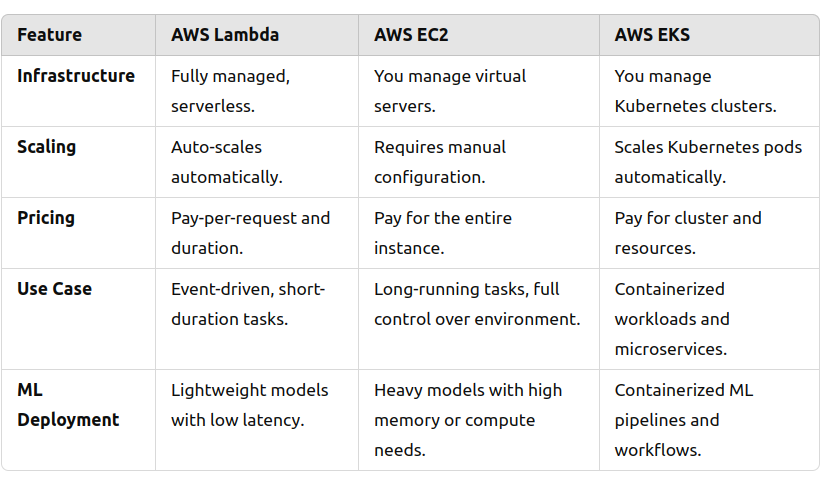 Feature AWS Lambda AWS EC2 AWS EKS
Infrastructure Fully managed, You manage virtual You manage
serverless. servers. Kubernetes clusters.
Scaling Auto-scales Requires manual Scales Kubernetes pods
automatically. configuration. automatically.
Pricing Pay-per-request and Pay for the entire Pay for cluster and
duration. instance. resources.
Use Case Event-driven, short- Long-running tasks, full Containerized
duration tasks. control over environment. workloads and
microservices.
ML Lightweight models Heavy models with high Containerized ML
Deployment with low latency. memory or compute pipelines and
needs. workflows.